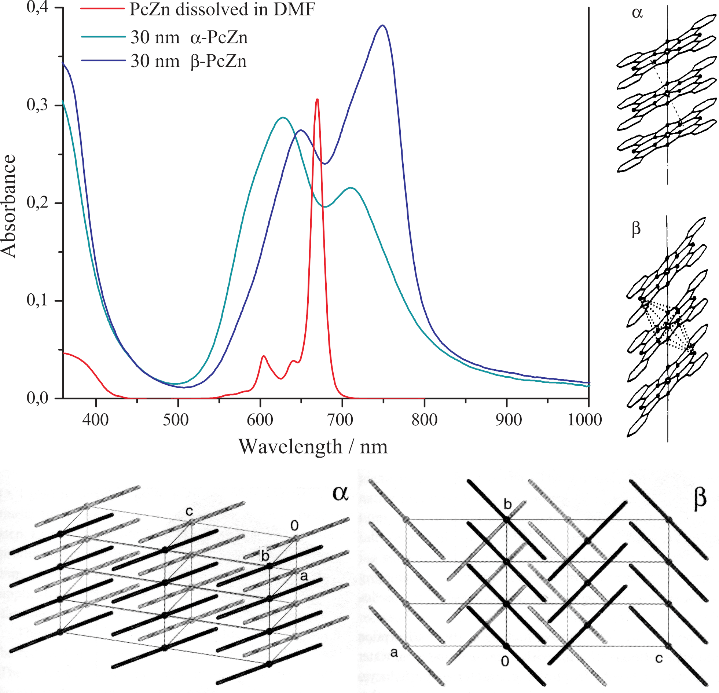 PcZn dissolved in DMF
30 nm α-PcZn
30 nm β-PcZn
0,4
0,3
0,2
0,1
0,0
Absorbance
400 500 600 700 800 900 1000
Wavelength / nm
α
β
α
c
0
b
a
β
b
a
0
c